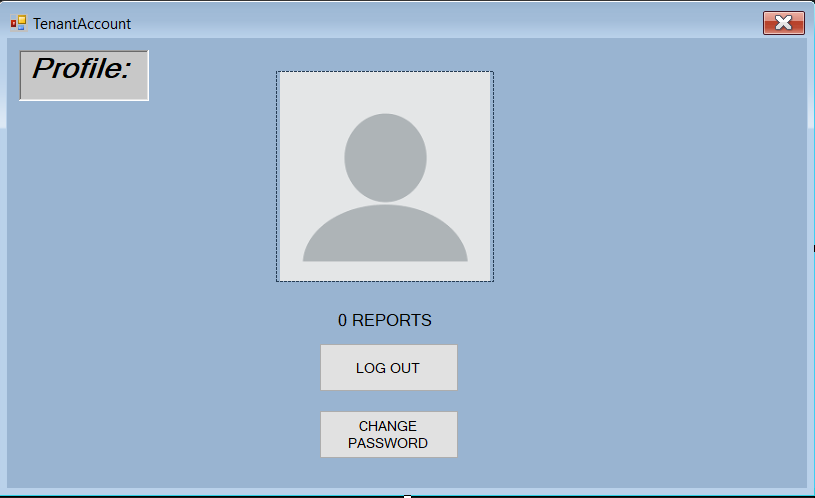 TenantAccount
Profile:
0 REPORTS
LOG OUT
CHANGE
PASSWORD